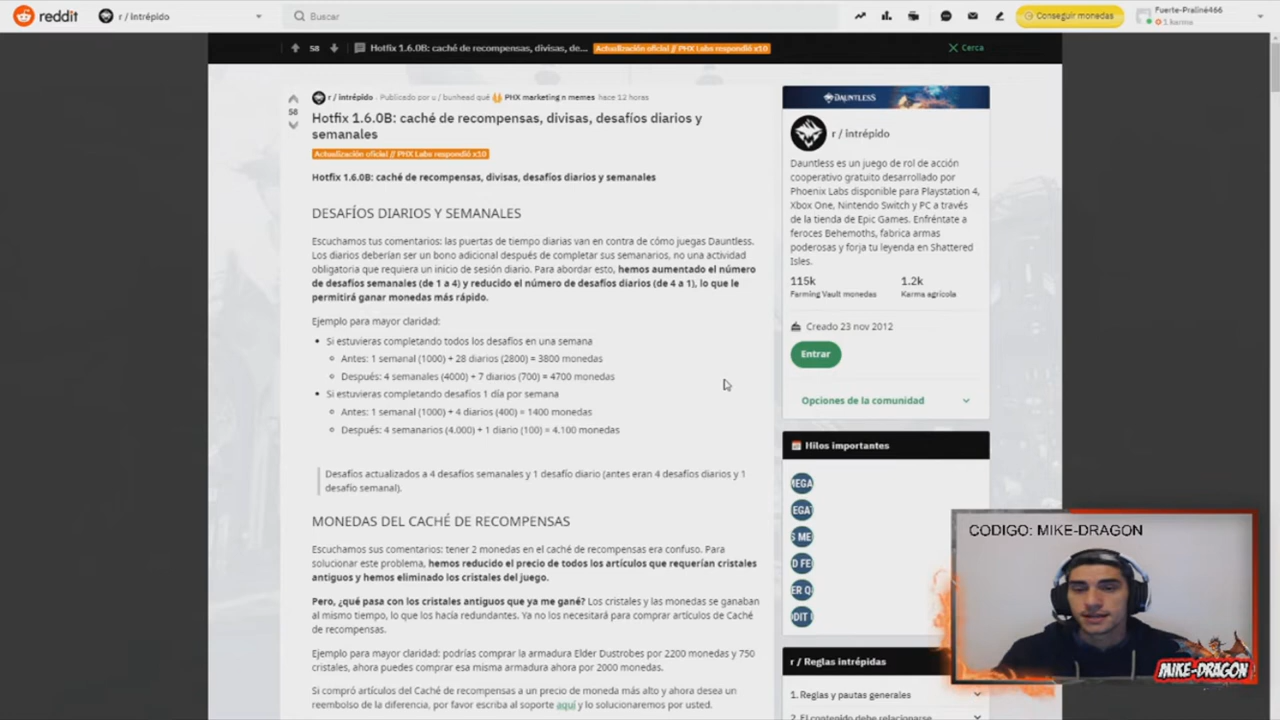 reddit
r / intrépido
Buscar
Conseguir monedas
Fuerte-Praliné466
1 karma
58
Hotfix 1.6.0B: caché de recompensas, divisas, de...
Actualización oficial // PHX Labs respondió x10
Cerca
r / intrépido · Publicado por u / bunhead qué PHX marketing n memes hace 12 horas
58
Hotfix 1.6.0B: caché de recompensas, divisas, desafíos diarios y
semanales
Actualización oficial // PHX Labs respondió x10
Hotfix 1.6.0B: caché de recompensas, divisas, desafíos diarios y semanales
DESAFÍOS DIARIOS Y SEMANALES
Escuchamos tus comentarios: las puertas de tiempo diarias van en contra de cómo juegas Dauntless.
Los diarios deberían ser un bono adicional después de completar sus semanarios, no una actividad
obligatoria que requiera un inicio de sesión diario. Para abordar esto, hemos aumentado el número
de desafíos semanales (de 1 a 4) y reducido el número de desafíos diarios (de 4 a 1), lo que le
permitirá ganar monedas más rápido.
Ejemplo para mayor claridad:
Si estuvieras completando todos los desafíos en una semana
Antes: 1 semanal (1000) + 28 diarios (2800) = 3800 monedas
Después: 4 semanales (4000) + 7 diarios (700) = 4700 monedas
Si estuvieras completando desafíos 1 día por semana
Antes: 1 semanal (1000) + 4 diarios (400) = 1400 monedas
Después: 4 semanarios (4.000) + 1 diario (100) = 4.100 monedas
Desafíos actualizados a 4 desafíos semanales y 1 desafío diario (antes eran 4 desafíos diarios y 1
desafío semanal).
MONEDAS DEL CACHÉ DE RECOMPENSAS
Escuchamos sus comentarios: tener 2 monedas en el caché de recompensas era confuso. Para
solucionar este problema, hemos reducido el precio de todos los artículos que requerían cristales
antiguos y hemos eliminado los cristales del juego.
Pero, ¿qué pasa con los cristales antiguos que ya me gané? Los cristales y las monedas se ganaban
al mismo tiempo, lo que los hacía redundantes. Ya no los necesitará para comprar artículos de Caché
de recompensas.
Ejemplo para mayor claridad: podrías comprar la armadura Elder Dustrobes por 2200 monedas y 750
cristales, ahora puedes comprar esa misma armadura ahora por 2000 monedas.
Si compró artículos del Caché de recompensas a un precio de moneda más alto y ahora desea un
reembolso de la diferencia, por favor escriba al soporte aquí y lo solucionaremos por usted.
DAUNTLESS
r / intrépido
Dauntless es un juego de rol de acción
cooperativo gratuito desarrollado por
Phoenix Labs disponible para Playstation 4,
Xbox One, Nintendo Switch y PC a través
de la tienda de Epic Games. Enfréntate a
feroces Behemoths, fabrica armas
poderosas y forja tu leyenda en Shattered
Isles.
115k 1.2k
Farming Vault monedas Karma agrícola
Creado 23 nov 2012
Entrar
Opciones de la comunidad
Hilos importantes
MEGA
EGAT
S ME
D FE
ER Q
DIT
r / Reglas intrépidas
1. Reglas y pautas generales
2. El contenido debe relacionarse
CODIGO: MIKE-DRAGON
MIKE-DRAGON